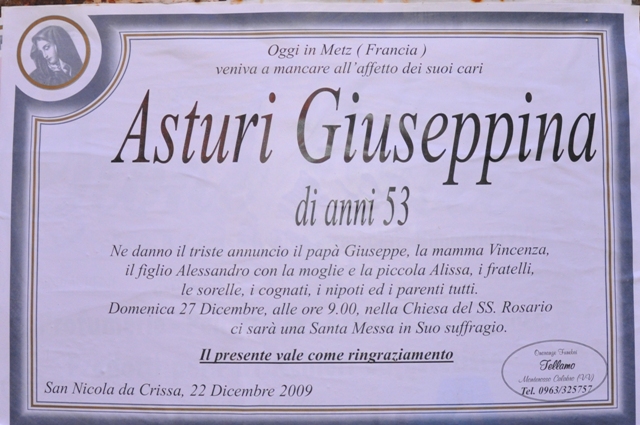 Oggi in Metz ( Francia )
veniva a mancare all'affetto dei suoi cari
Asturi Giuseppina
di anni 53
Ne danno il triste annuncio il papà Giuseppe, la mamma Vincenza,
il figlio Alessandro con la moglie e la piccola Alissa, i fratelli,
le sorelle, i cognati, i nipoti ed i parenti tutti.
Domenica 27 Dicembre, alle ore 9.00, nella Chiesa del SS. Rosario
ci sarà una Santa Messa in Suo suffragio.
Il presente vale come ringraziamento
San Nicola da Crissa, 22 Dicembre 2009
Onoranze Funebri
Tellamo
Monterosso Calabro (VV)
Tel. 0963/325757